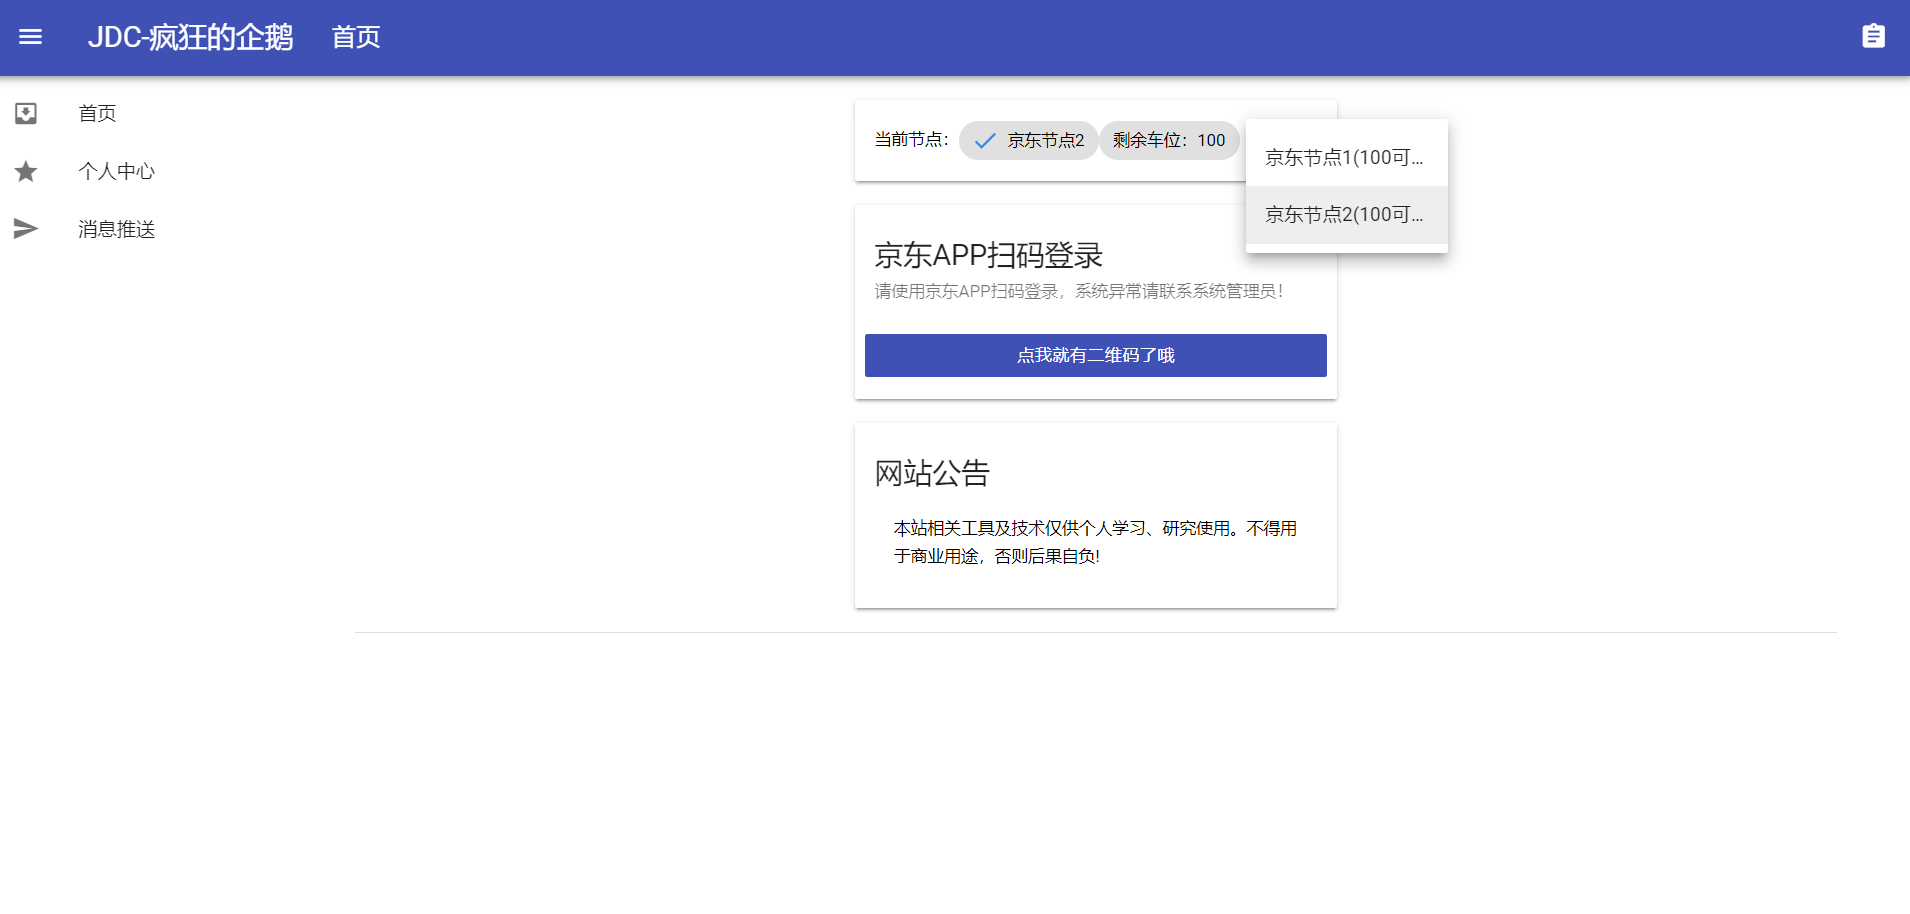 JDC-疯狂的企鹅 首页
首页
个人中心
消息推送
当前节点： 京东节点2 剩余车位：100
京东节点1(100可...
京东节点2(100可...
京东APP扫码登录
请使用京东APP扫码登录，系统异常请联系系统管理员！
点我就有二维码了哦
网站公告
本站相关工具及技术仅供个人学习、研究使用。不得用
于商业用途，否则后果自负!